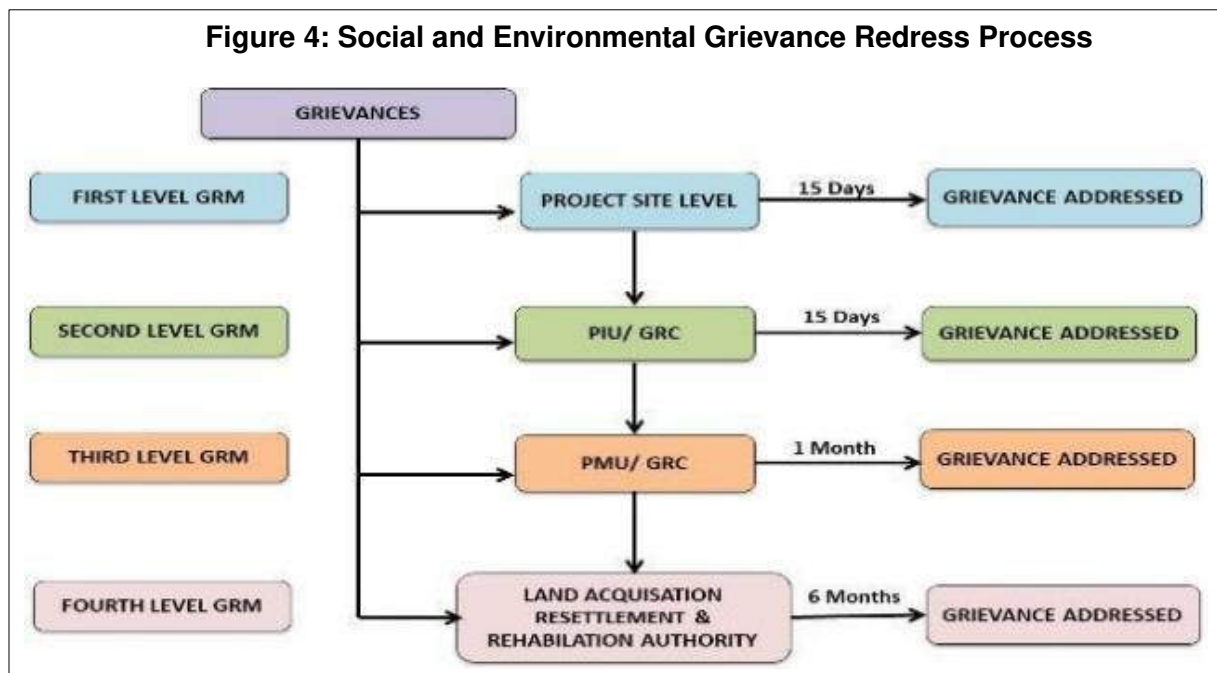 Figure 4: Social and Environmental Grievance Redress Process
GRIEVANCES
FIRST LEVEL GRM
PROJECT SITE LEVEL
15 Days
GRIEVANCE ADDRESSED
SECOND LEVEL GRM
PIU/ GRC
15 Days
GRIEVANCE ADDRESSED
THIRD LEVEL GRM
PMU/ GRC
1 Month
GRIEVANCE ADDRESSED
FOURTH LEVEL GRM
LAND ACQUISATION
RESETTLEMENT &
REHABILATION AUTHORITY
6 Months
GRIEVANCE ADDRESSED